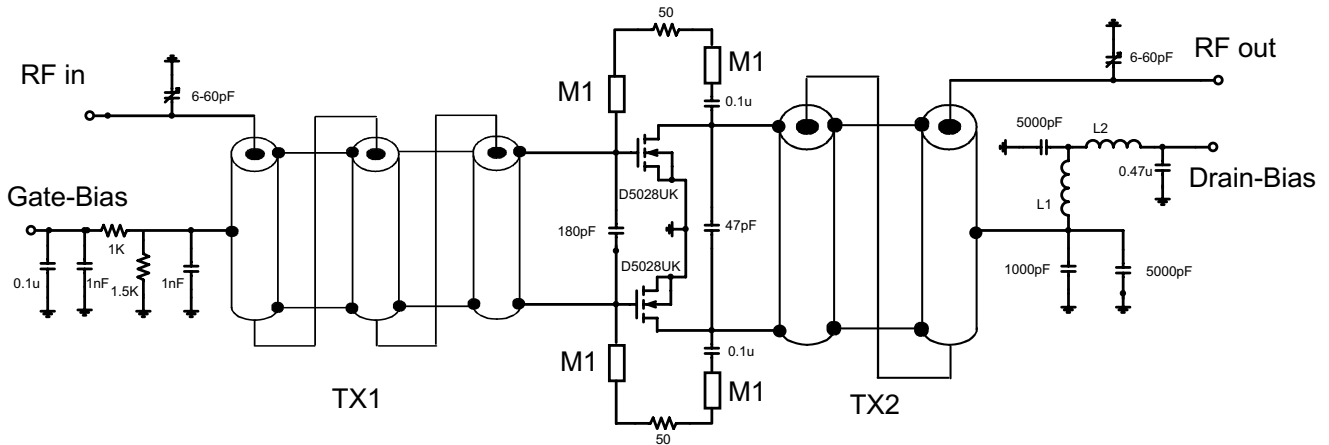 50
RF in
6-60pF
M1
M1
0.1u
6-60pF
RF out
5000pF
L2
0.47u
Drain-Bias
L1
D5028UK
Gate-Bias
1K
0.1u
1nF
1.5K
1nF
180pF
47pF
D5028UK
1000pF
5000pF
0.1u
M1
M1
TX1
TX2
50